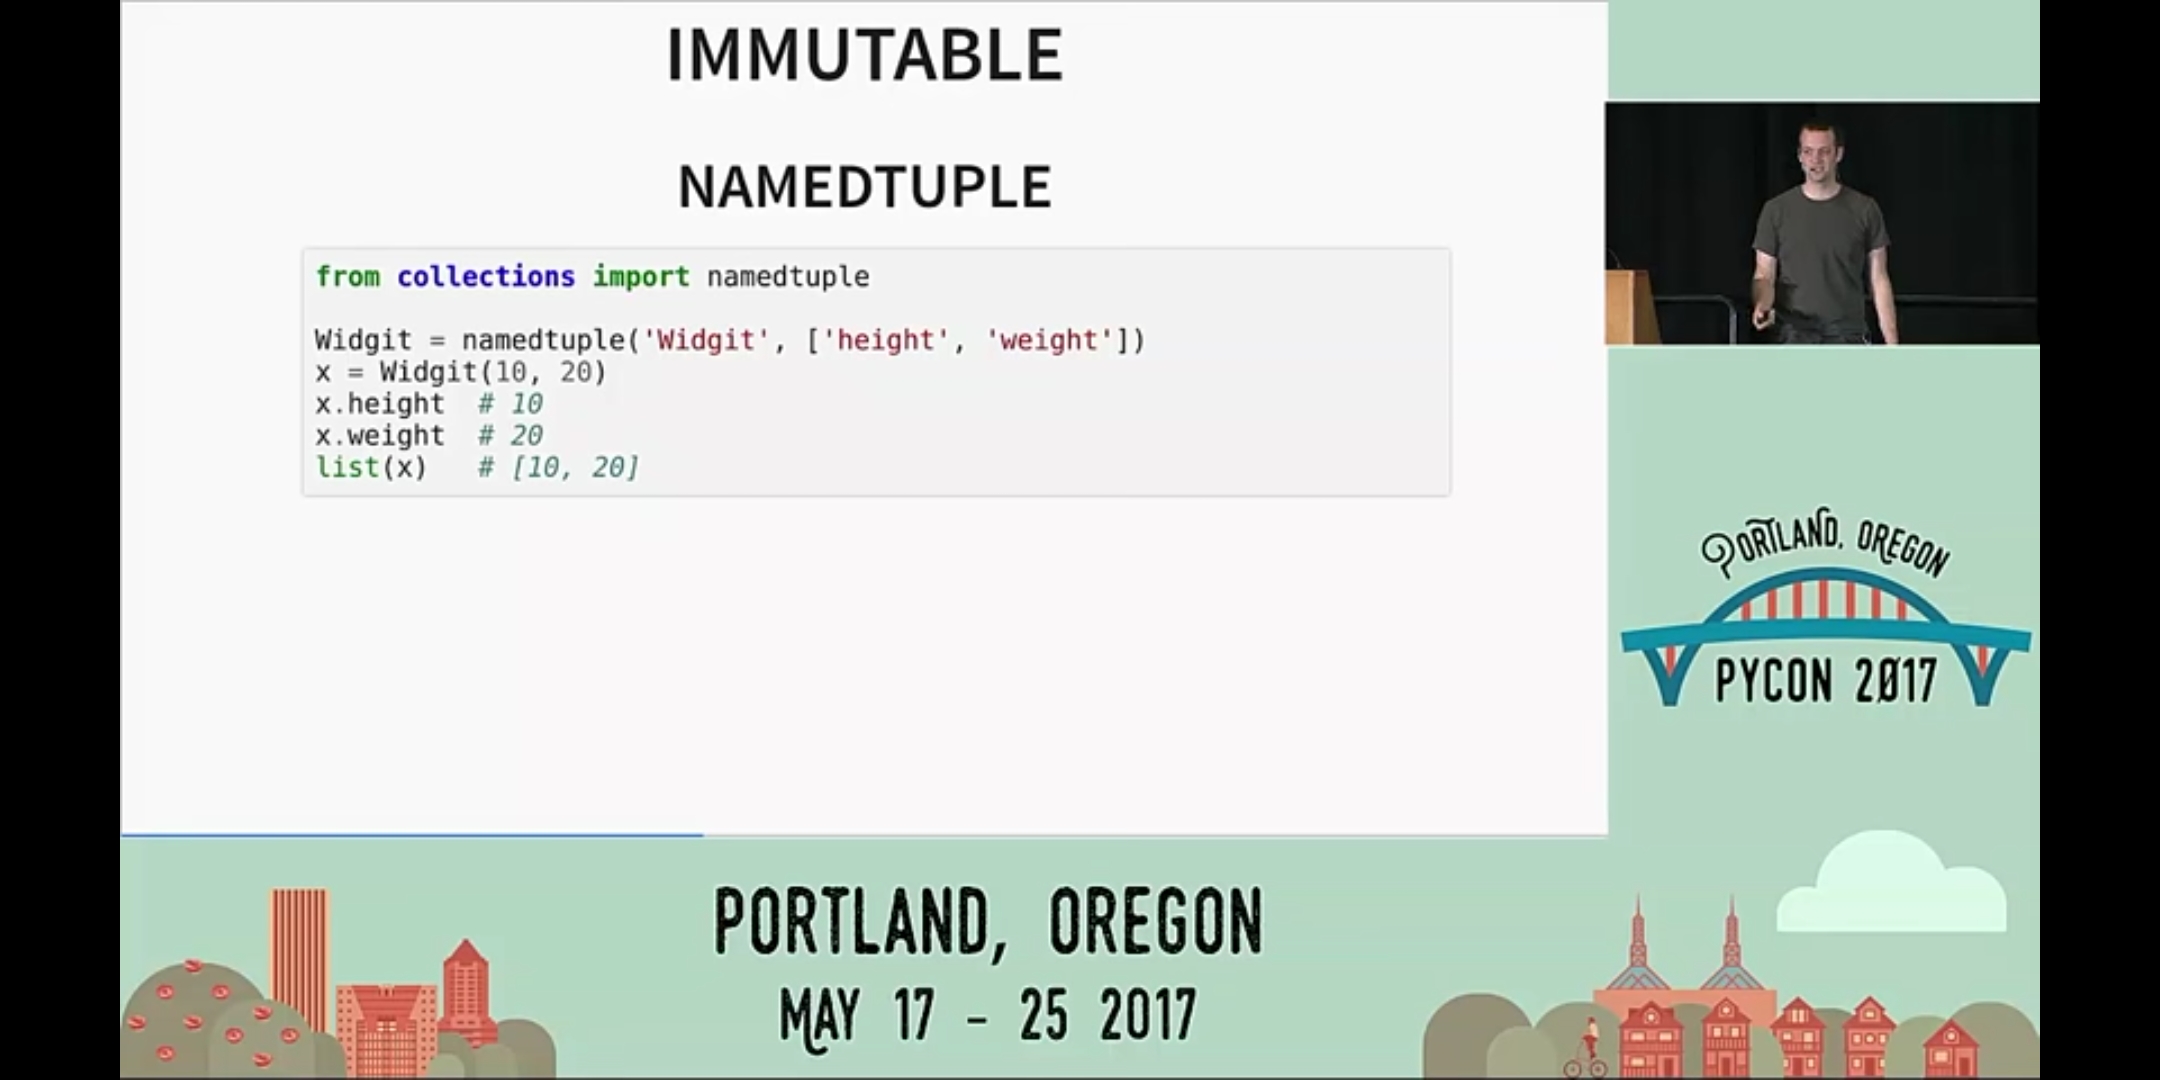 IMMUTABLE
NAMEDTUPLE
from collections import namedtuple
Widgit = namedtuple('Widgit', ['height', 'weight'])
x = Widgit(10, 20)
x.height  # 10
x.weight  # 20
list(x)   # [10, 20]
PORTLAND, OREGON
PYCON 2017
PORTLAND, OREGON
MAY 17 - 25 2017